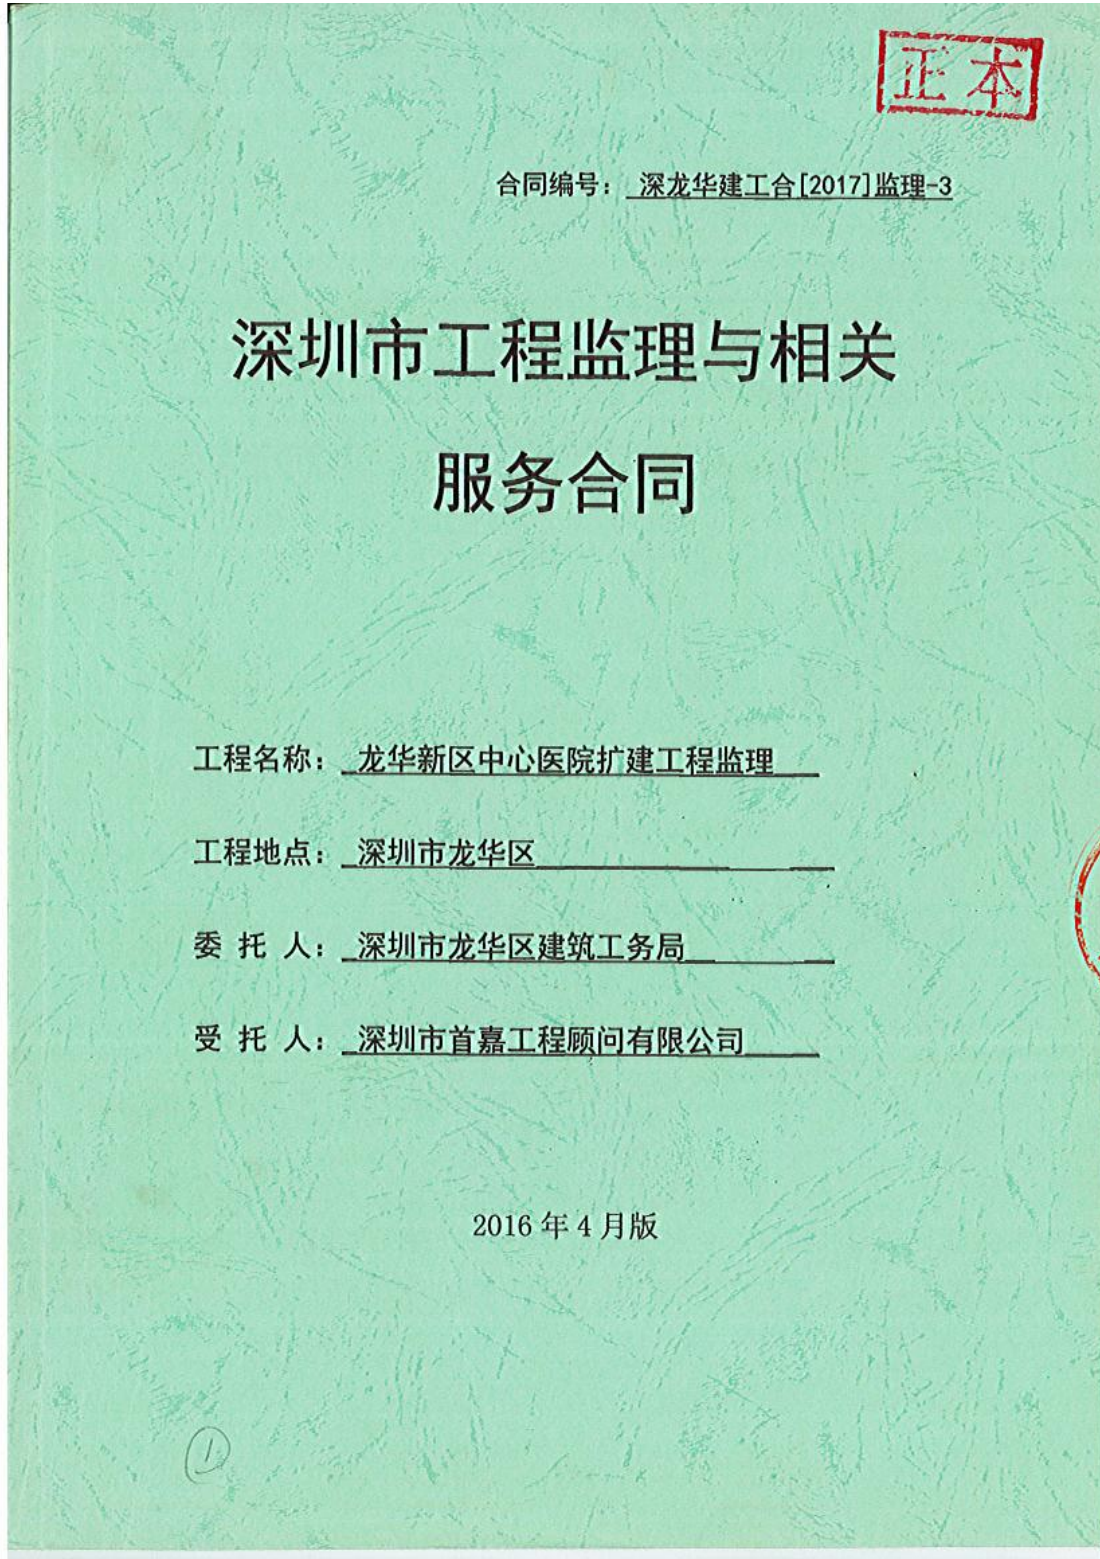 正本
合同编号： 深龙华建工合[2017]监理-3
深圳市工程监理与相关
服务合同
工程名称： 龙华新区中心医院扩建工程监理
工程地点： 深圳市龙华区
委 托 人： 深圳市龙华区建筑工务局
受 托 人： 深圳市首嘉工程顾问有限公司
2016 年 4 月版
1